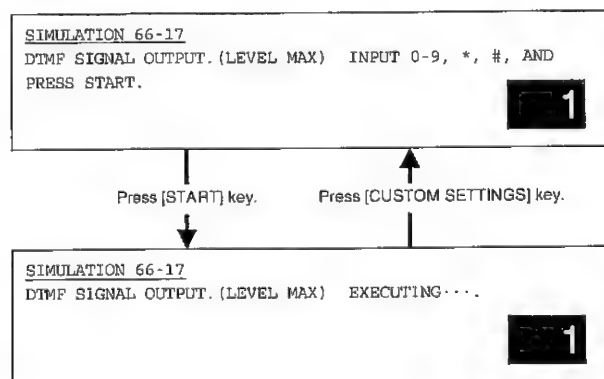 SIMULATION 66-17
DTMF SIGNAL OUTPUT. (LEVEL MAX) INPUT 0-9, *, #, AND
PRESS START.
1
Press [START] key. Press [CUSTOM SETTINGS] key.
SIMULATION 66-17
DTMF SIGNAL OUTPUT. (LEVEL MAX) EXECUTING····.
1